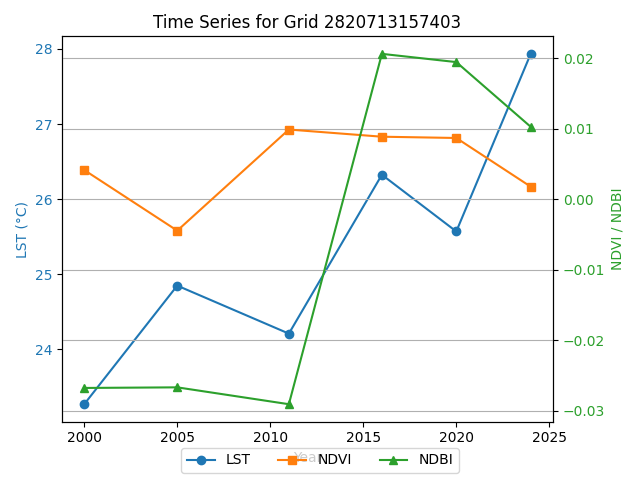 Time Series for Grid 2820713157403
28
27
26
25
24
LST (°C)
0.02
0.01
0.00
−0.01
−0.02
−0.03
NDVI / NDBI
2000 2005 2010 2015 2020 2025
Year
LST NDVI NDBI